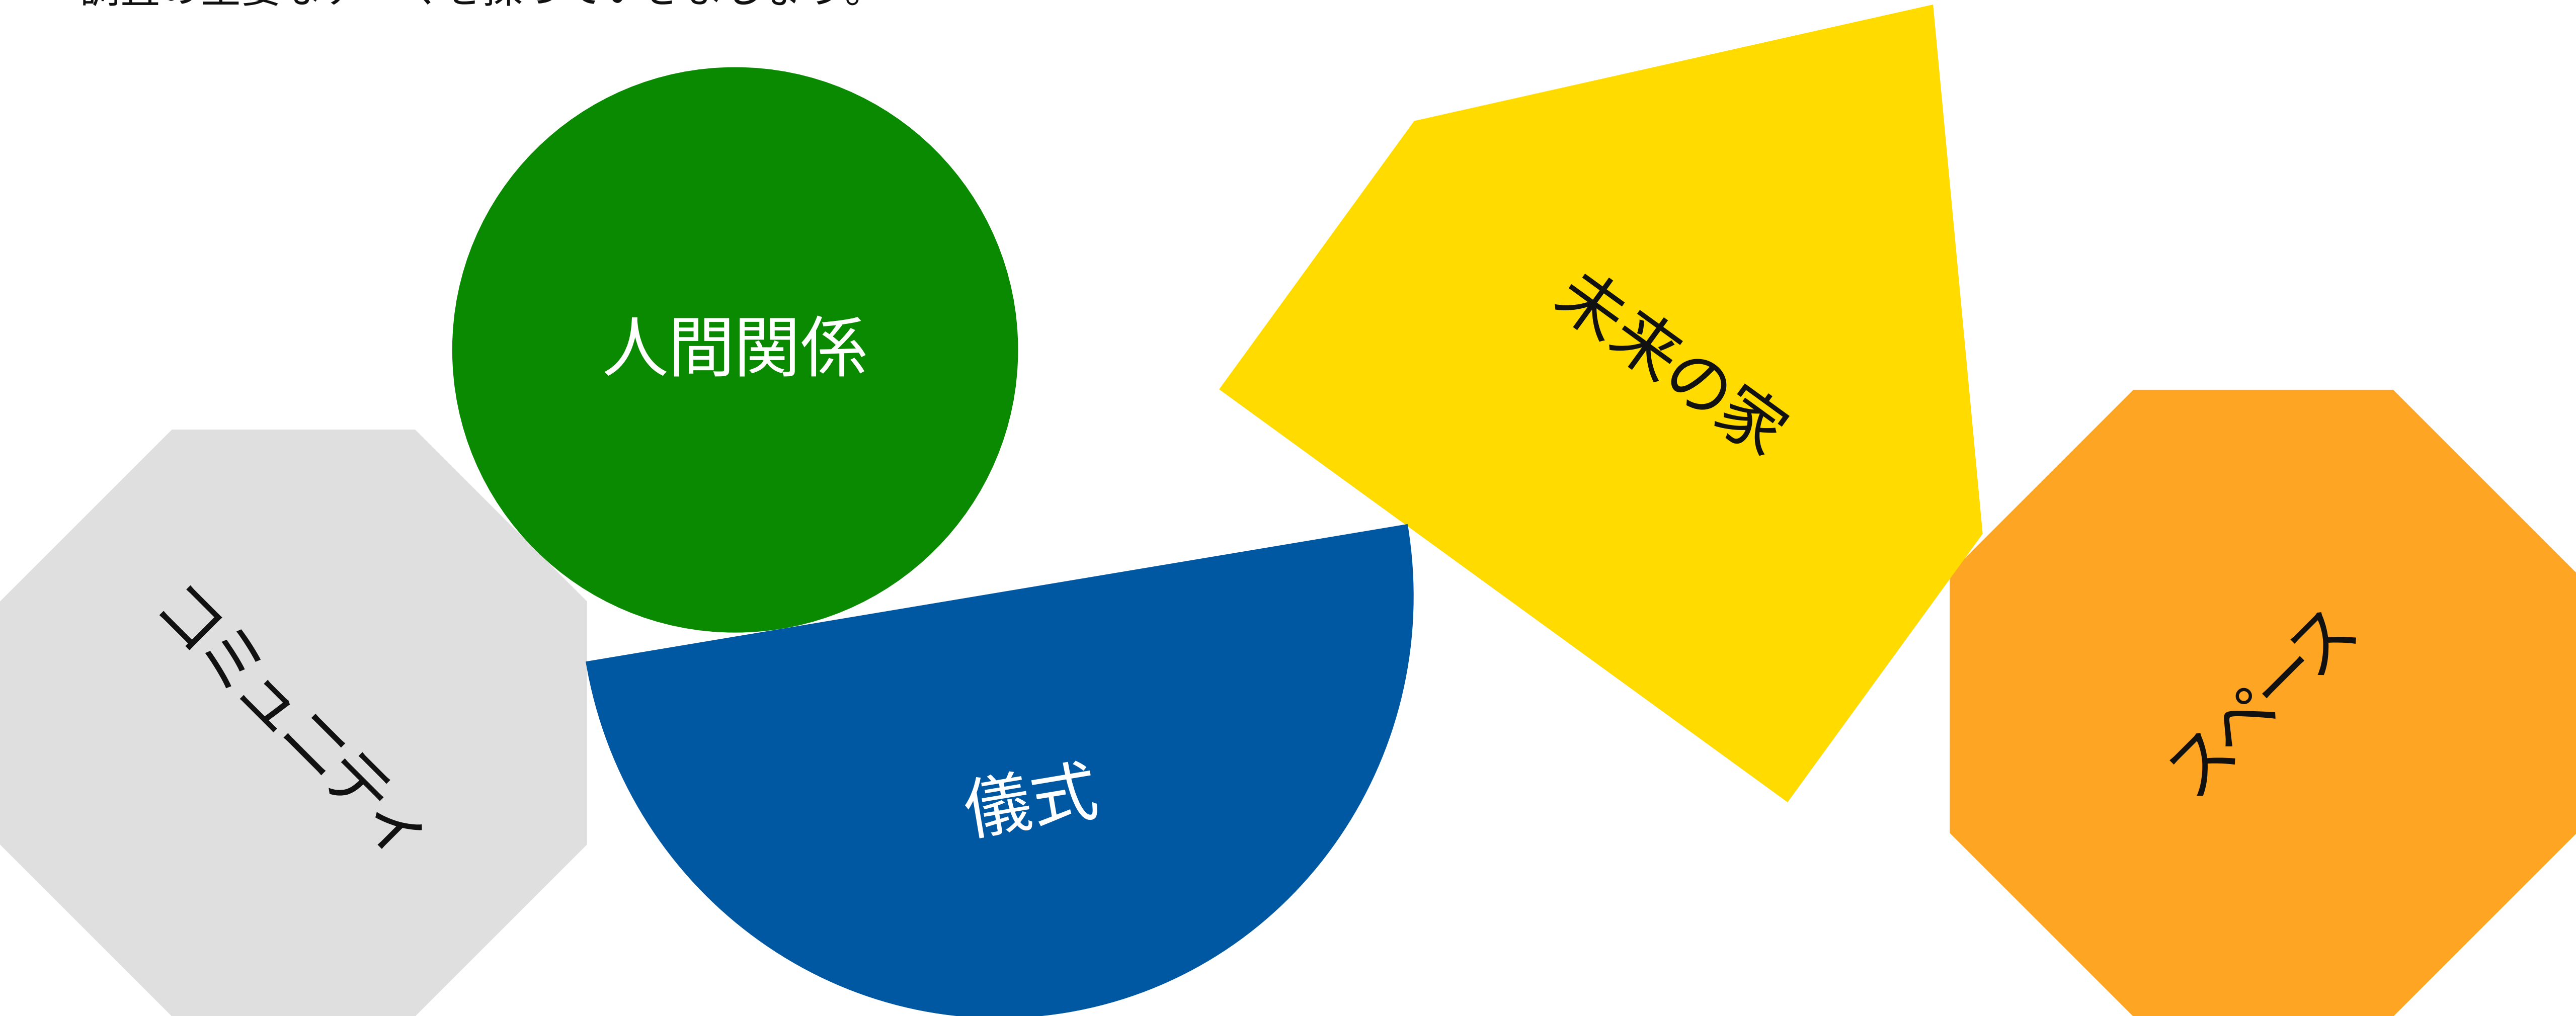 人間関係
未来の家
コミュニティ
スペース
儀式